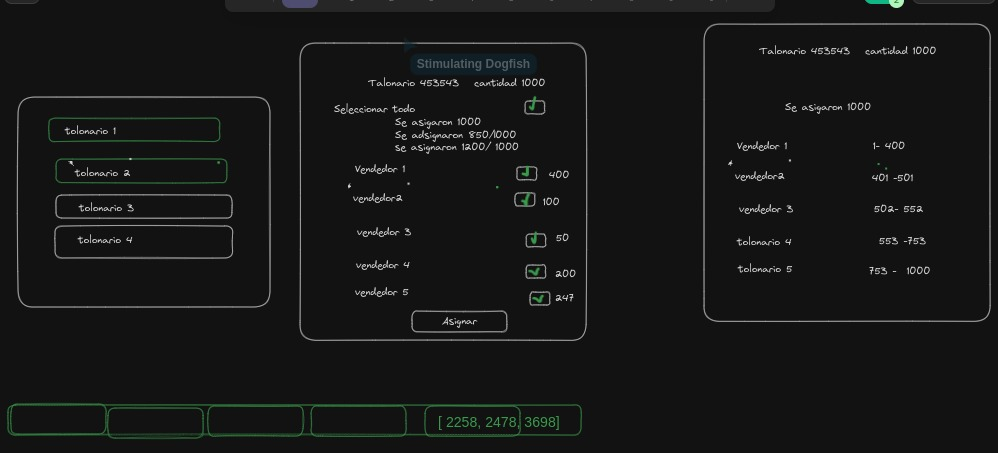 tolonario 1
tolonario 2
tolonario 3
tolonario 4
Stimulating Dogfish
Talonario 453543 cantidad 1000
Seleccionar todo
Se asigaron 1000
Se adsignaron 850/1000
Se asignaron 1200/ 1000
Vendedor 1 400
vendedor2 100
vendedor 3 50
vendedor 4 200
vendedor 5 247
Asignar
Talonario 453543 cantidad 1000
Se asigaron 1000
Vendedor 1 1- 400
vendedor2 401 -501
vendedor 3 502- 552
tolonario 4 553 -753
tolonario 5 753 - 1000
[ 2258, 2478, 3698]
2